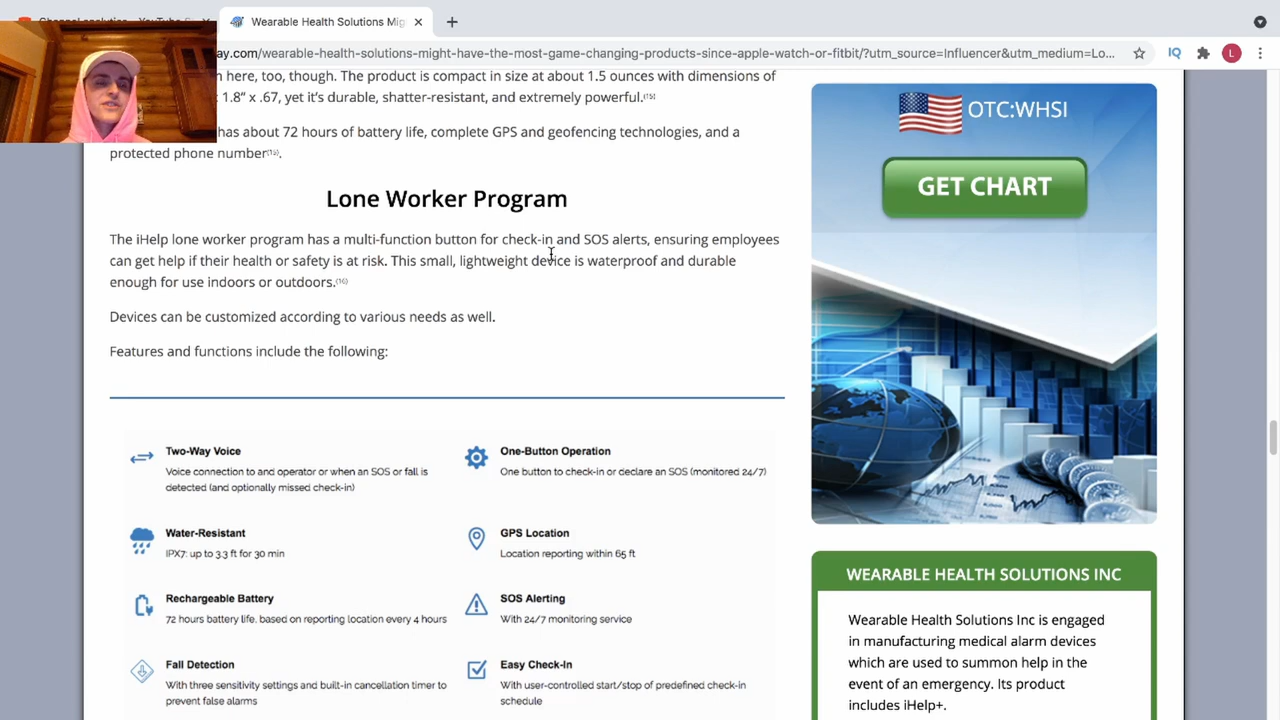 Wearable Health Solutions Mig
ay.com/wearable-health-solutions-might-have-the-most-game-changing-products-since-apple-watch-or-fitbit/?utm_source=Influencer&utm_medium=Lo...
IQ
L
n here, too, though. The product is compact in size at about 1.5 ounces with dimensions of
1.8“ x .67, yet it’s durable, shatter-resistant, and extremely powerful.(15)
has about 72 hours of battery life, complete GPS and geofencing technologies, and a
protected phone number(15).
Lone Worker Program
The iHelp lone worker program has a multi-function button for check-in and SOS alerts, ensuring employees
can get help if their health or safety is at risk. This small, lightweight device is waterproof and durable
enough for use indoors or outdoors.(16)
Devices can be customized according to various needs as well.
Features and functions include the following:
Two-Way Voice
Voice connection to and operator or when an SOS or fall is
detected (and optionally missed check-in)
One-Button Operation
One button to check-in or declare an SOS (monitored 24/7)
Water-Resistant
IPX7: up to 3.3 ft for 30 min
GPS Location
Location reporting within 65 ft
Rechargeable Battery
72 hours battery life. based on reporting location every 4 hours
SOS Alerting
With 24/7 monitoring service
Fall Detection
With three sensitivity settings and built-in cancellation timer to
prevent false alarms
Easy Check-In
With user-controlled start/stop of predefined check-in
schedule
OTC:WHSI
GET CHART
WEARABLE HEALTH SOLUTIONS INC
Wearable Health Solutions Inc is engaged
in manufacturing medical alarm devices
which are used to summon help in the
event of an emergency. Its product
includes iHelp+.